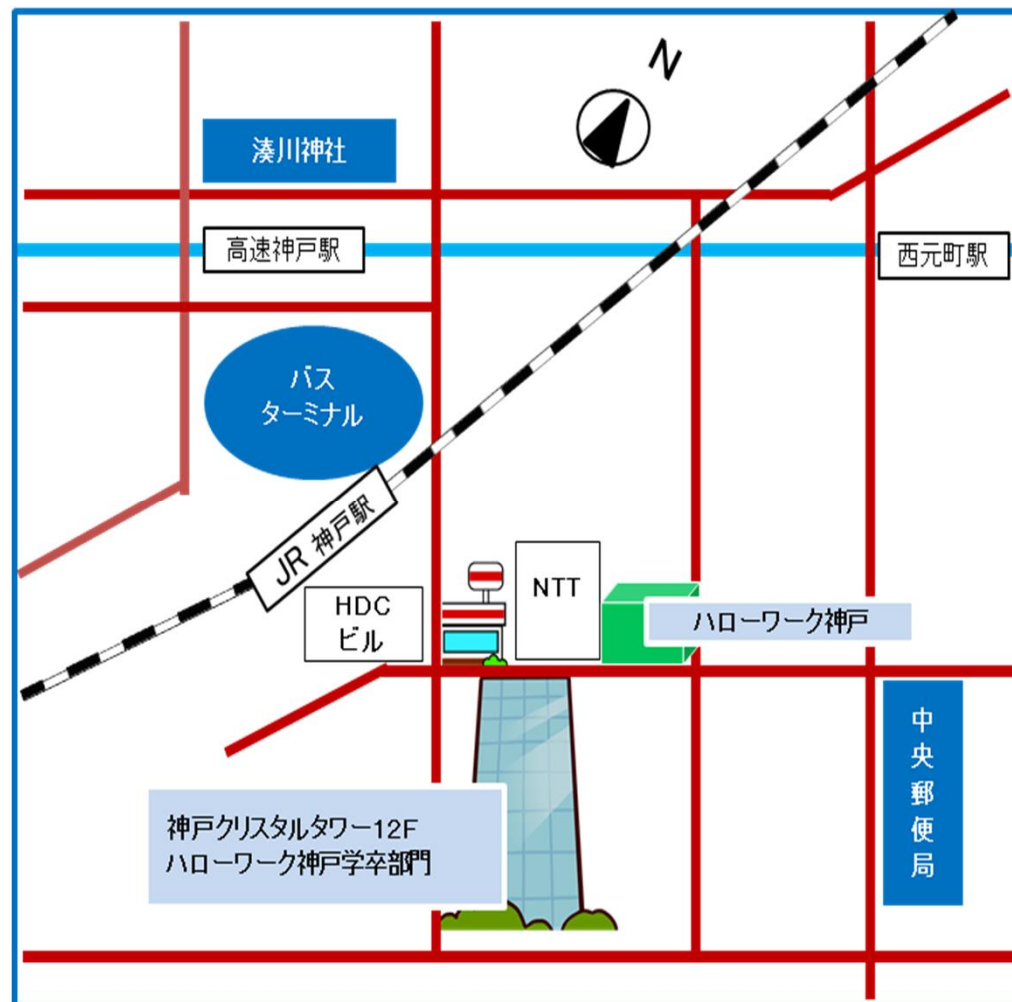 N
湊川神社
高速神戸駅
西元町駅
バス
ターミナル
JR 神戸駅
HDC
ビル
NTT
ハローワーク神戸
神戸クリスタルタワー12F
ハローワーク神戸学卒部門
中央郵便局